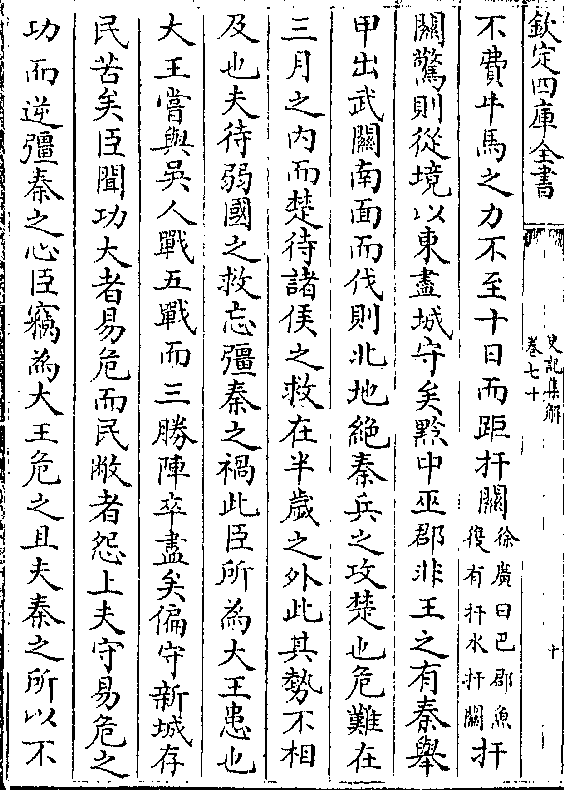 欽定四庫全書
史記集解
卷七十
十
不費牛馬之力不至十日而距扞關徐廣曰巴郡魚復有扞水扞關扞
關驚則從境以東盡城守矣黔中巫郡非王之有秦舉
甲出武關南面而伐則北地絶秦兵之攻楚也危難在
三月之内而楚待諸侯之救在半歳之外此其勢不相
及也夫待弱國之救忘彊秦之禍此臣所為大王患也
大王嘗與吳人戰五戰而三勝陣卒盡矣偏守新城存
民苦矣臣聞功大者易危而民敝者怨上夫守易危之
功而逆彊秦之心臣竊為大王危之且夫秦之所以不